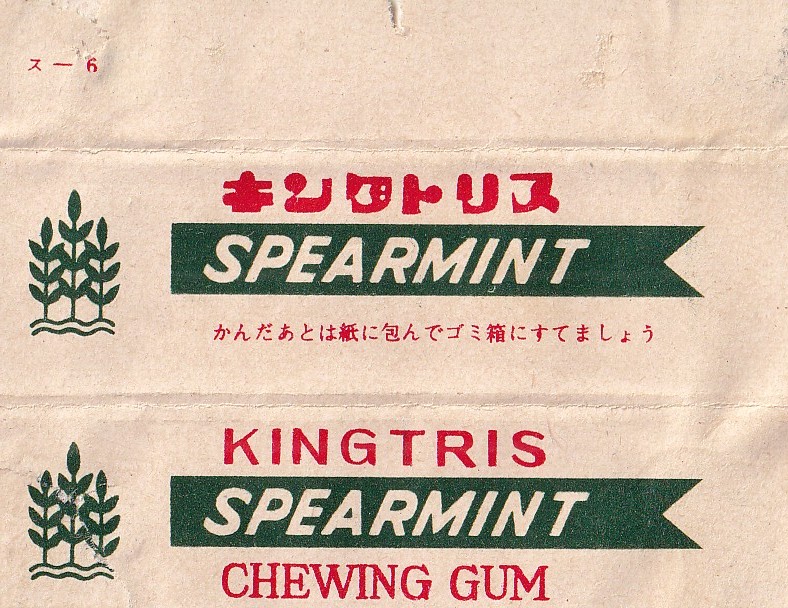 スー6
キングトリス
SPEARMINT
かんだあとは紙に包んでゴミ箱にすてましょう
KINGTRIS
SPEARMINT
CHEWING GUM